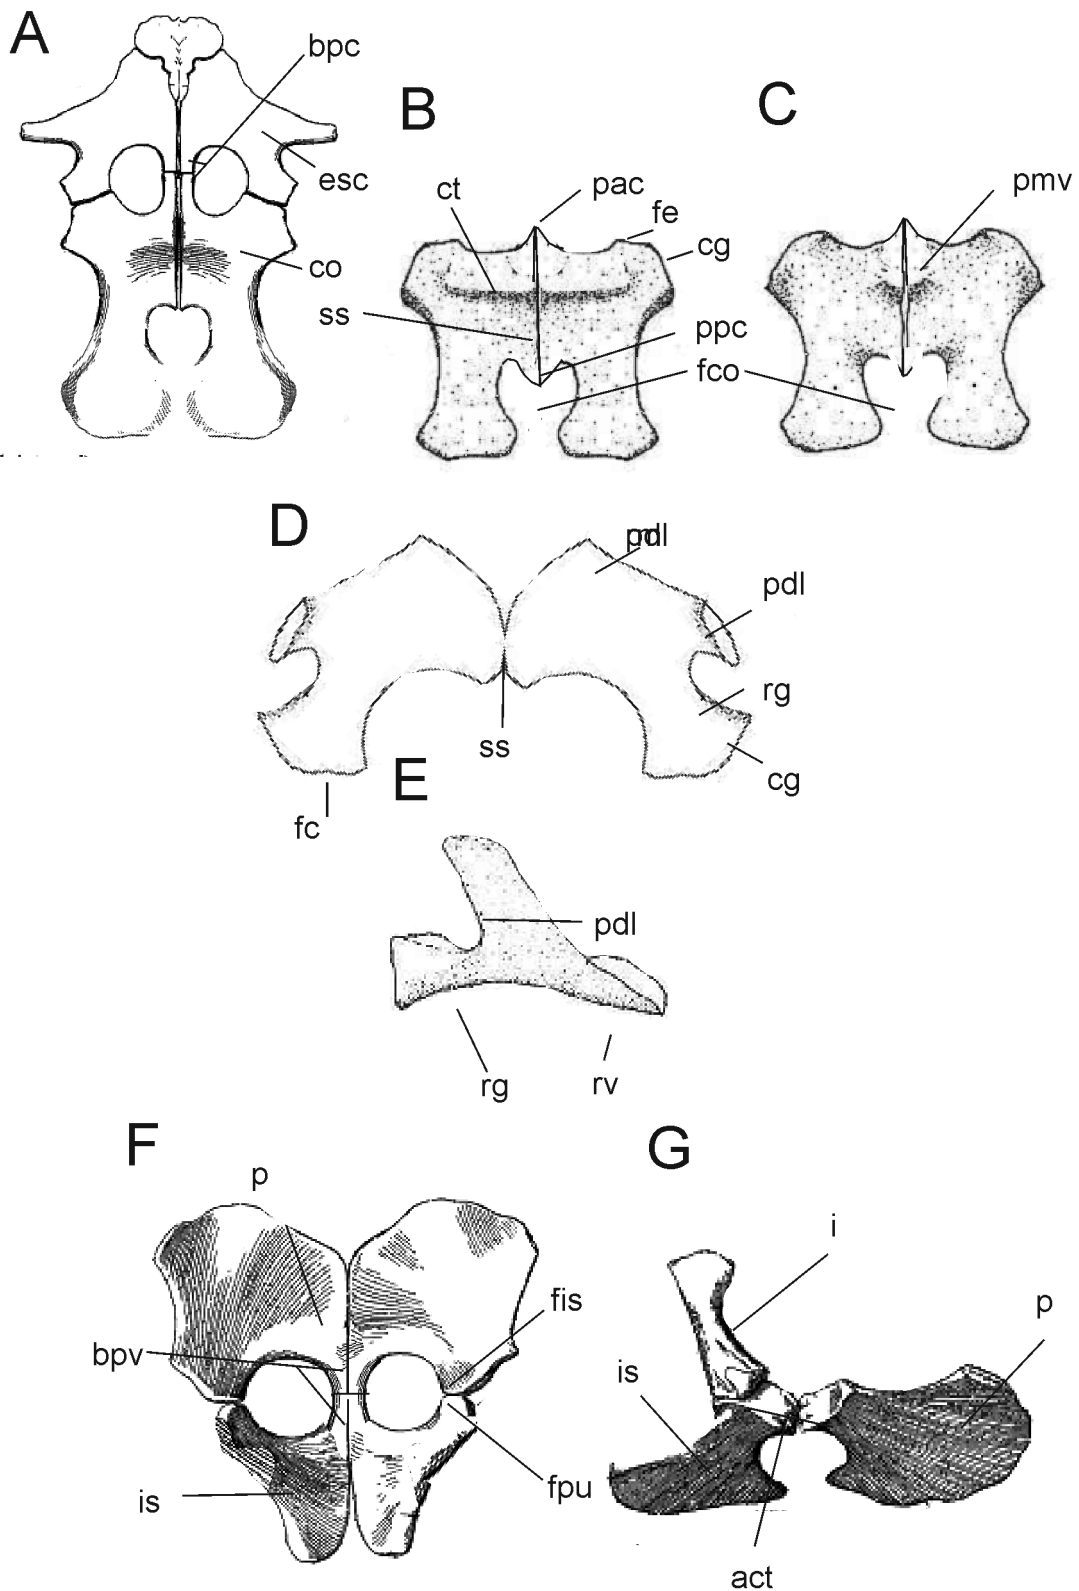 A
bpc
esc
co
B
ct
pac
fe
cg
ss
ppc
fco
C
pmv
D
pdl
rg
cg
ss
fc
E
pdl
rg
rv
F
p
bpv
is
fis
fpu
G
i
p
is
act